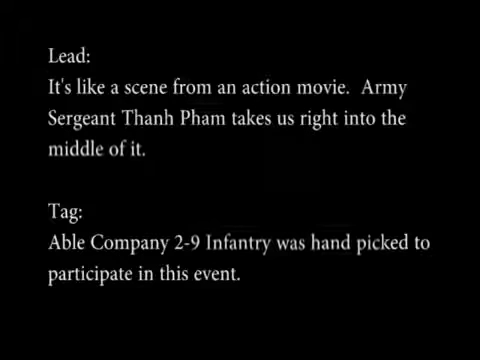 Lead:
It's like a scene from an action movie.  Army
Sergeant Thanh Pham takes us right into the
middle of it.

Tag:
Able Company 2-9 Infantry was hand picked to
participate in this event.